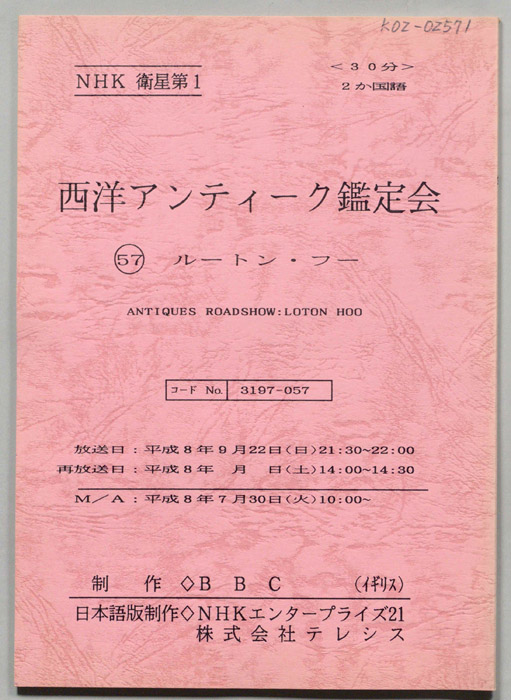 KOZ-02571
NHK 衛星第1
<30分>
2か国語
西洋アンティーク鑑定会
57 ルートン・フー
ANTIQUES ROADSHOW:LOTON HOO
コード No. 3197-057
放送日:平成8年9月22日(日)21:30~22:00
再放送日:平成8年 月 日(土)14:00~14:30
M/A:平成8年7月30日(火)10:00~
制 作◇BBC (イギリス)
日本語版制作◇NHKエンタープライズ21
株式会社テレシス